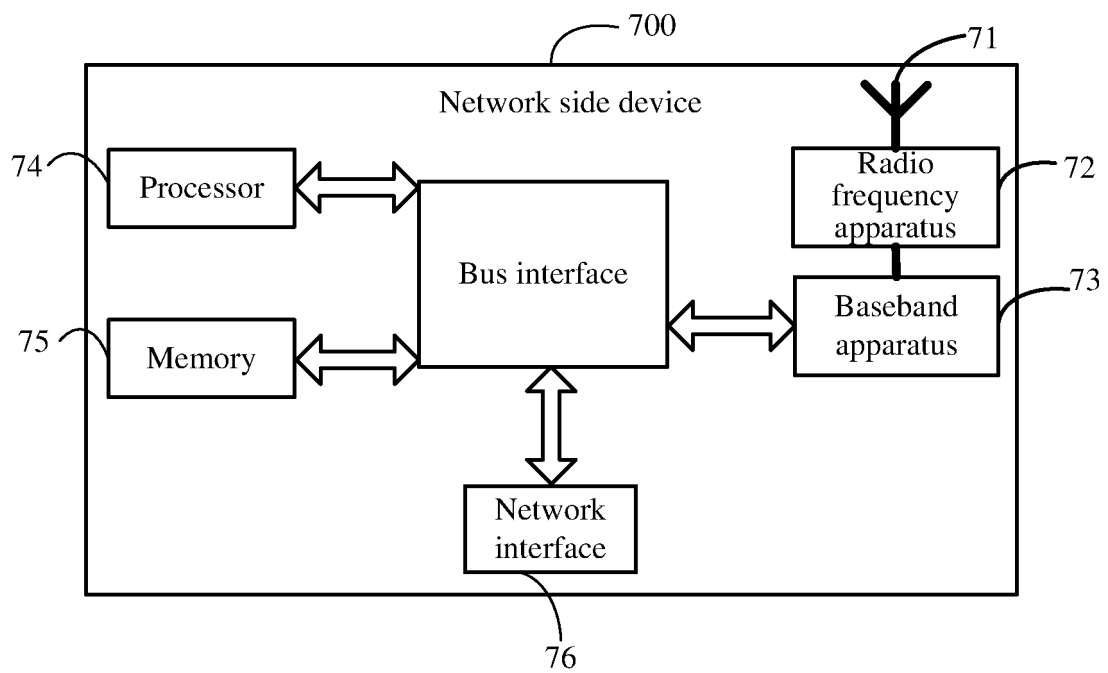 700
71
Network side device
74
Processor
Radio
frequency
apparatus
72
Bus interface
73
Baseband
apparatus
75
Memory
Network
interface
76